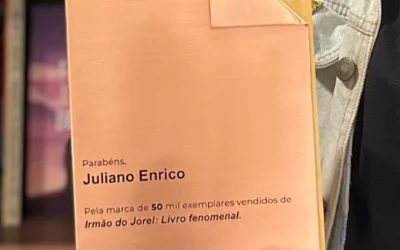 Parabéns,
Juliano Enrico
Pela marca de 50 mil exemplares vendidos de
Irmão do Jorel: Livro fenomenal.